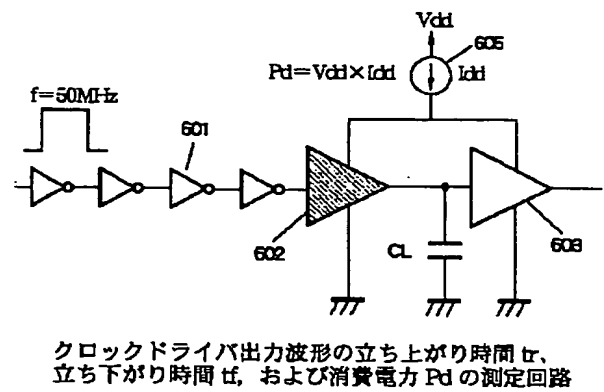 Vdd
605
Pd=Vdd×Idd
Idd
f=50MHz
601
602
CL
603
クロックドライバ出力波形の立ち上がり時間 tr、
立ち下がり時間 tf, および消費電力 Pd の測定回路